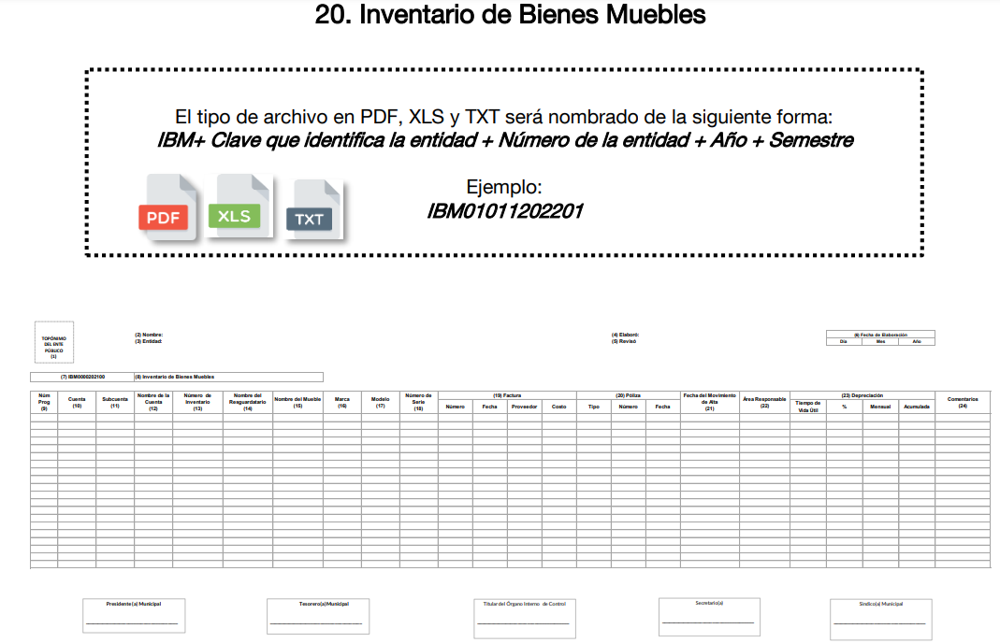 20. Inventario de Bienes Muebles
El tipo de archivo en PDF, XLS y TXT será nombrado de la siguiente forma:
IBM+ Clave que identifica la entidad + Número de la entidad + Año + Semestre
PDF XLS TXT
Ejemplo:
IBM01011202201
TOPÓNIMO
DEL ENTE
PÚBLICO
(1)
(2) Nombre:
(3) Entidad:
(4) Elaboró:
(5) Revisó
(6) Fecha de Elaboración
Día Mes Año
(7) IBM0000202100 (8) Inventario de Bienes Muebles
Núm
Prog
(9)
Cuenta
(10)
Subcuenta
(11)
Nombre de la
Cuenta
(12)
Número de
Inventario
(13)
Nombre del
Resguardatario
(14)
Nombre del Mueble
(15)
Marca
(16)
Modelo
(17)
Número de
Serie
(18)
(19) Factura
Número Fecha Proveedor Costo
(20) Póliza
Tipo Número Fecha
Fecha del Movimiento
de Alta
(21)
Área Responsable
(22)
(23) Depreciación
Tiempo de
Vida Útil
% Mensual Acumulada
Comentarios
(24)
Presidente (a) Municipal
Tesorero(a)Municipal
Titular del Órgano Interno de Control
Secretario(a)
Síndico(a) Municipal